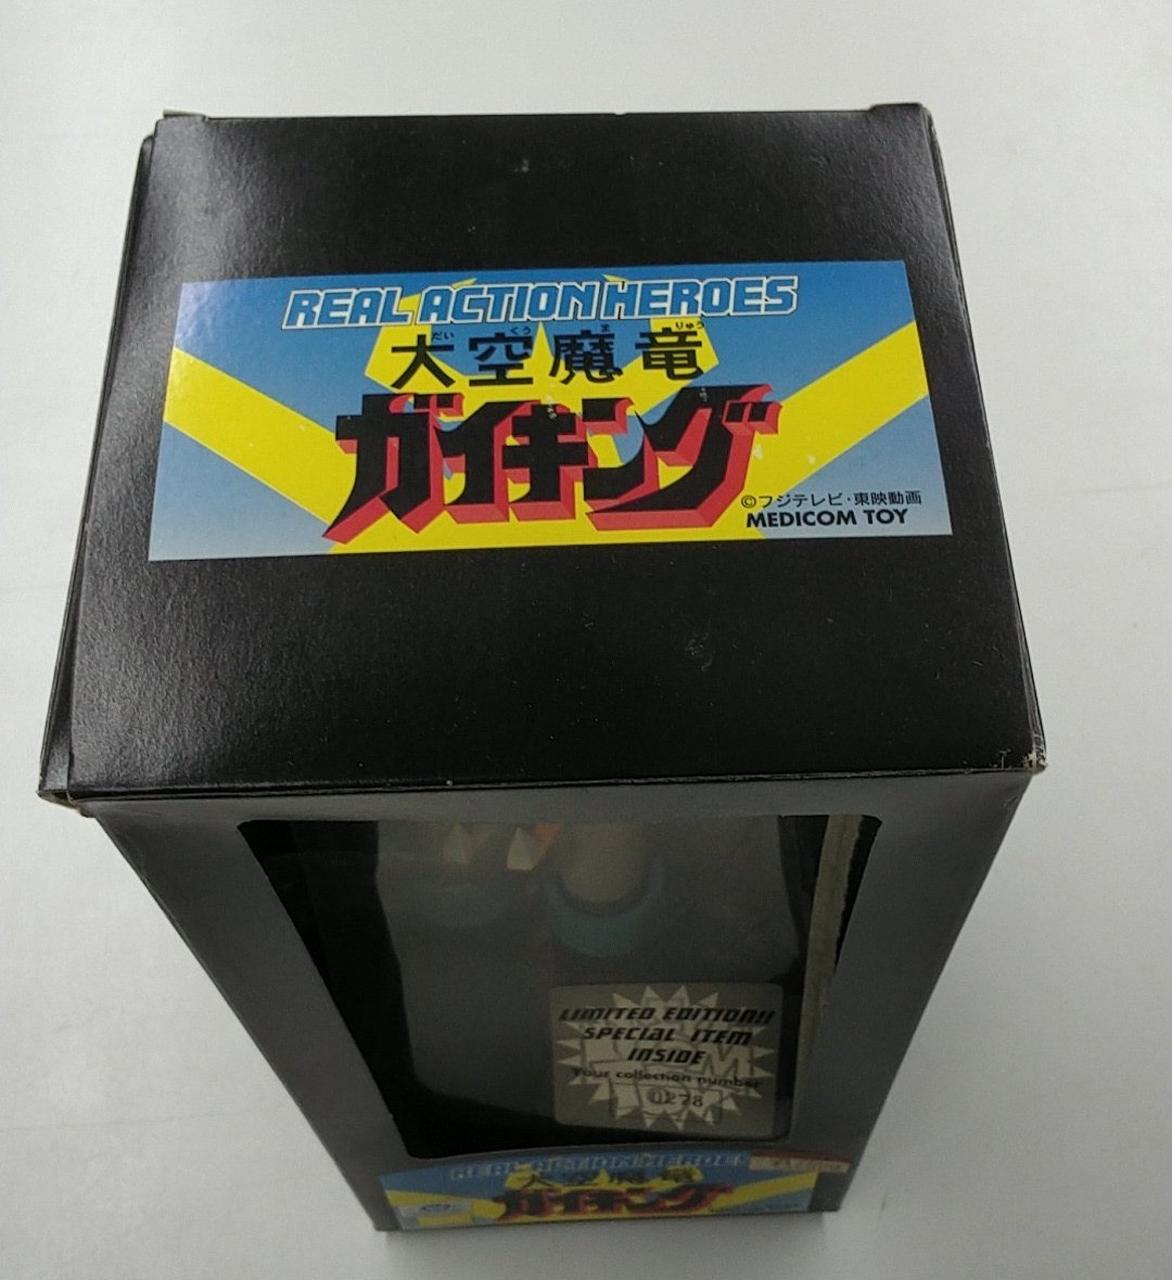 REAL ACTION HEROES
だい くう ま りゅう
大空魔竜
ガイキング
©フジテレビ・東映動画
MEDICOM TOY
LIMITED EDITION!!
SPECIAL ITEM
INSIDE
Your collection number
0278
REAL ACTION HEROES
大空魔竜
ガイキング